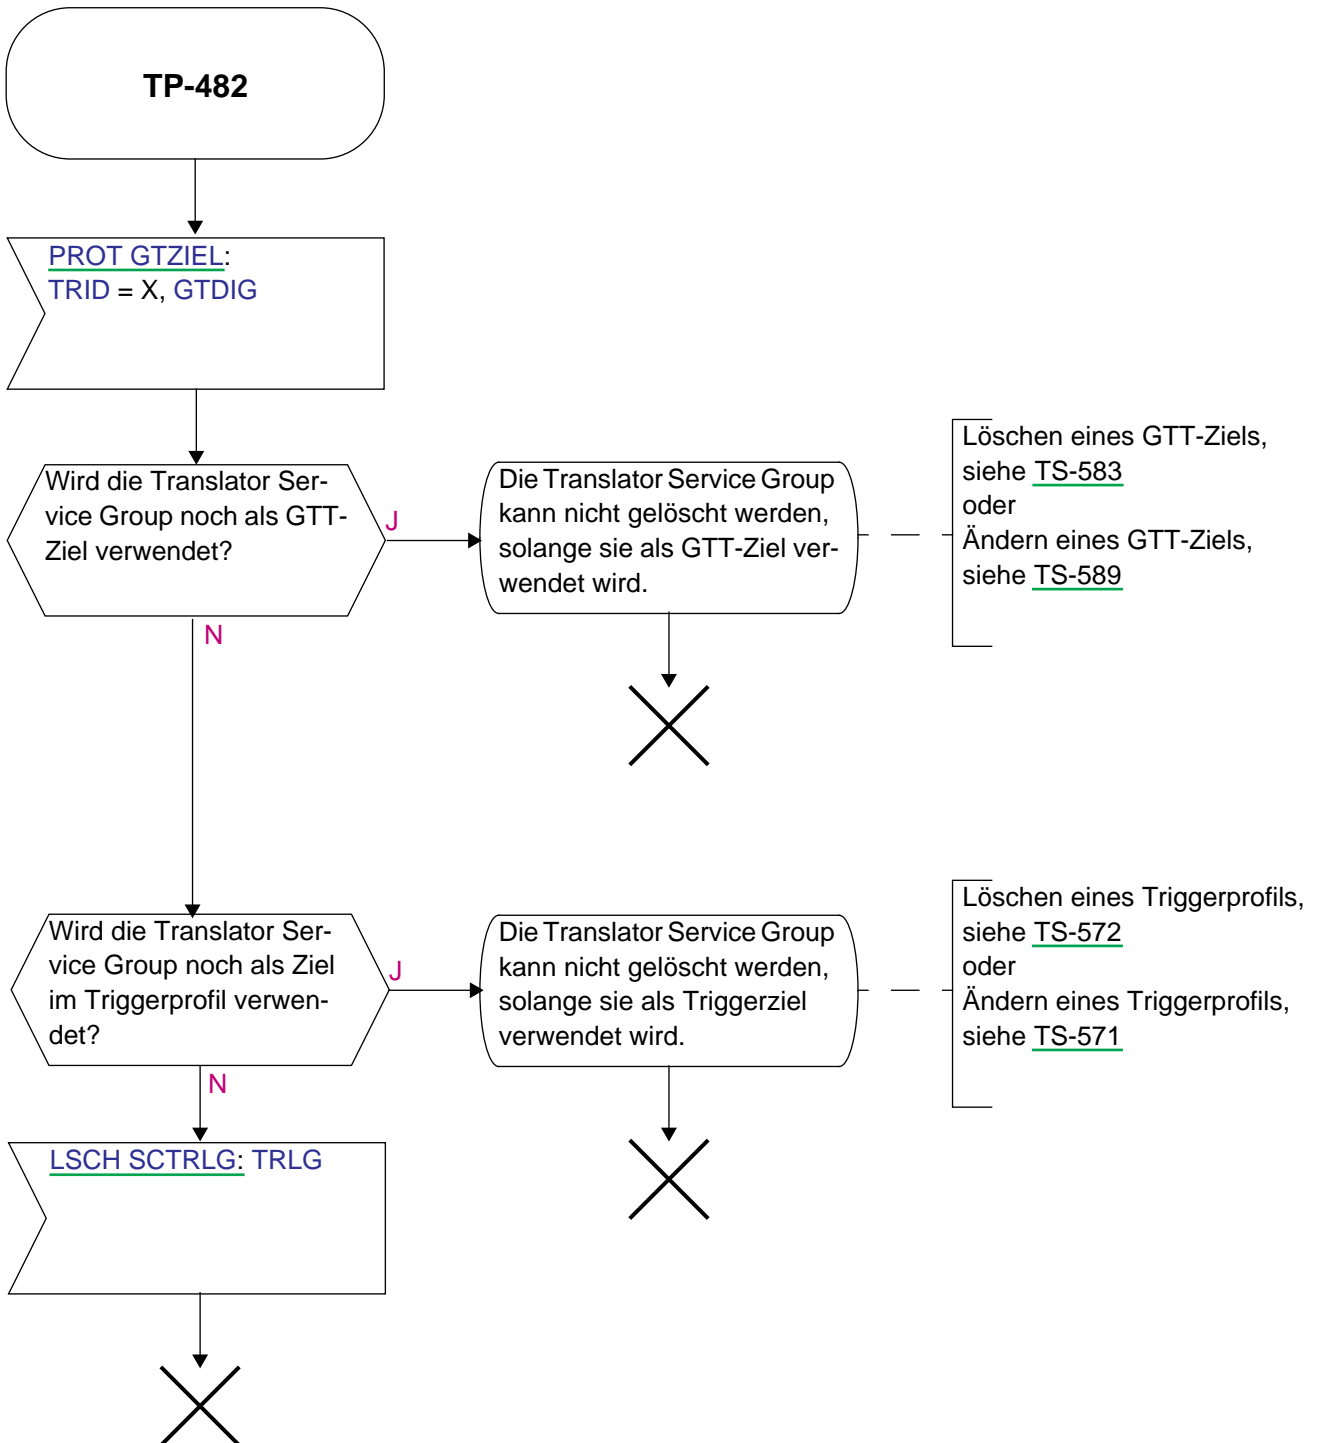 TP-482
PROT GTZIEL:
TRID = X, GTDIG
Wird die Translator Ser-
vice Group noch als GTT-
Ziel verwendet?
J
N
Die Translator Service Group
kann nicht gelöscht werden,
solange sie als GTT-Ziel ver-
wendet wird.
Löschen eines GTT-Ziels,
siehe TS-583
oder
Ändern eines GTT-Ziels,
siehe TS-589
Wird die Translator Ser-
vice Group noch als Ziel
im Triggerprofil verwen-
det?
J
N
Die Translator Service Group
kann nicht gelöscht werden,
solange sie als Triggerziel
verwendet wird.
Löschen eines Triggerprofils,
siehe TS-572
oder
Ändern eines Triggerprofils,
siehe TS-571
LSCH SCTRLG: TRLG